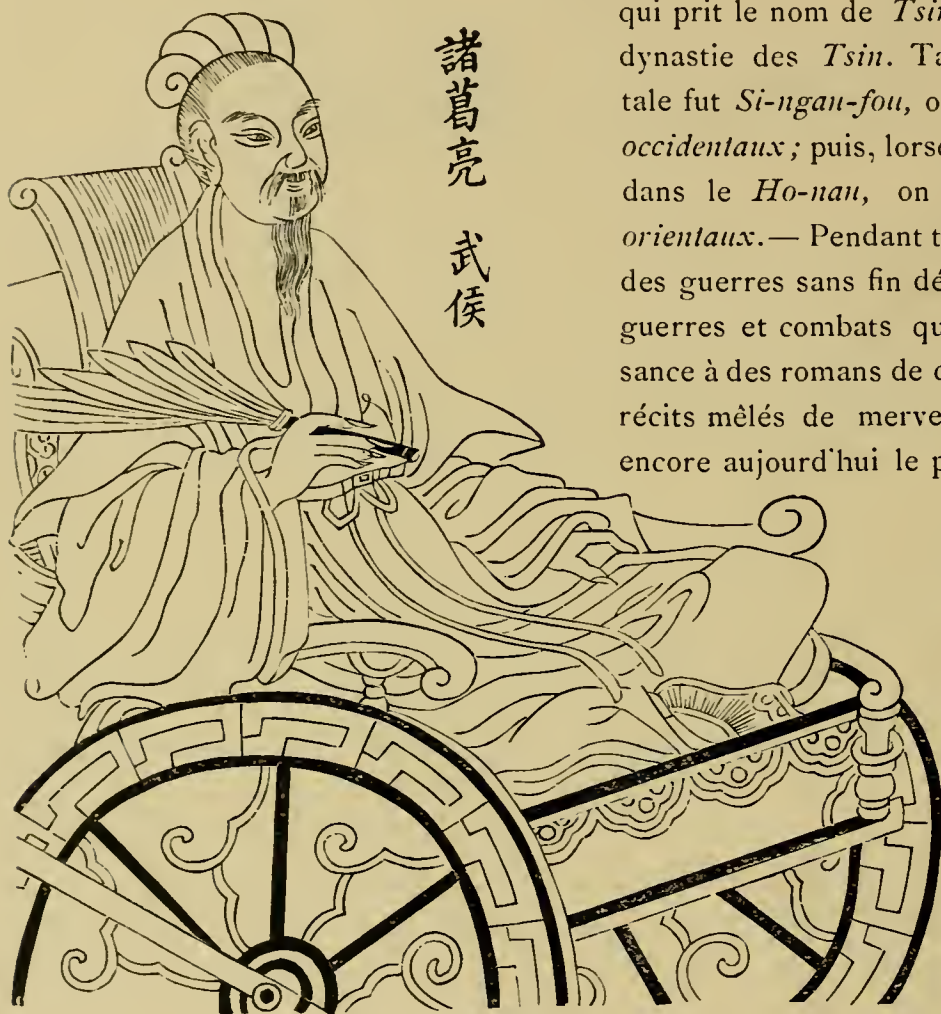 諸葛亮 武侯
qui prit le nom de
dynastie des Tsin.
tale fut Si-ngan-fou,
occidentaux; puis,
dans le Ho-nan, on
orientaux.— Pendant
des guerres sans fin
guerres et combats
sance à des romans de
récits mêlés de
encore aujourd'hui le